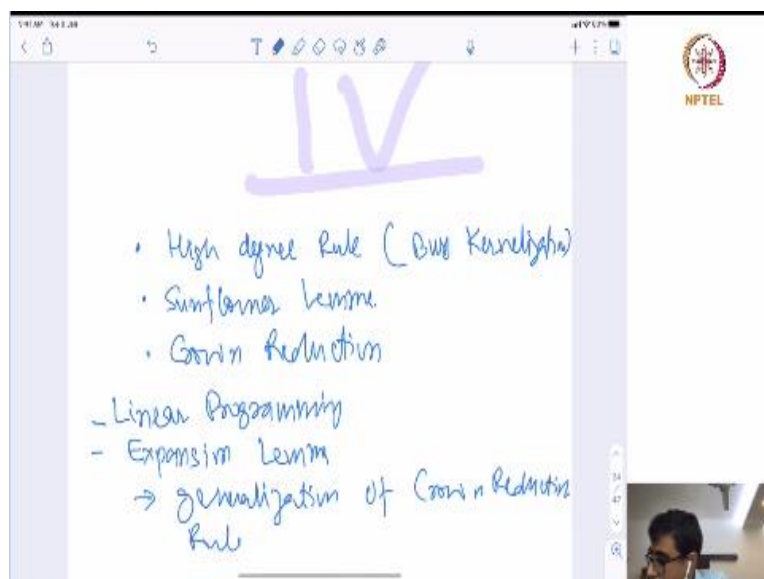 T
NPTEL
IV
• High degree Rule (Buss Kernelization)
• Sunflower Lemma
• Crown Reduction
- Linear Programming
- Expansion Lemma
→ generalization of Crown Reduction
Rule